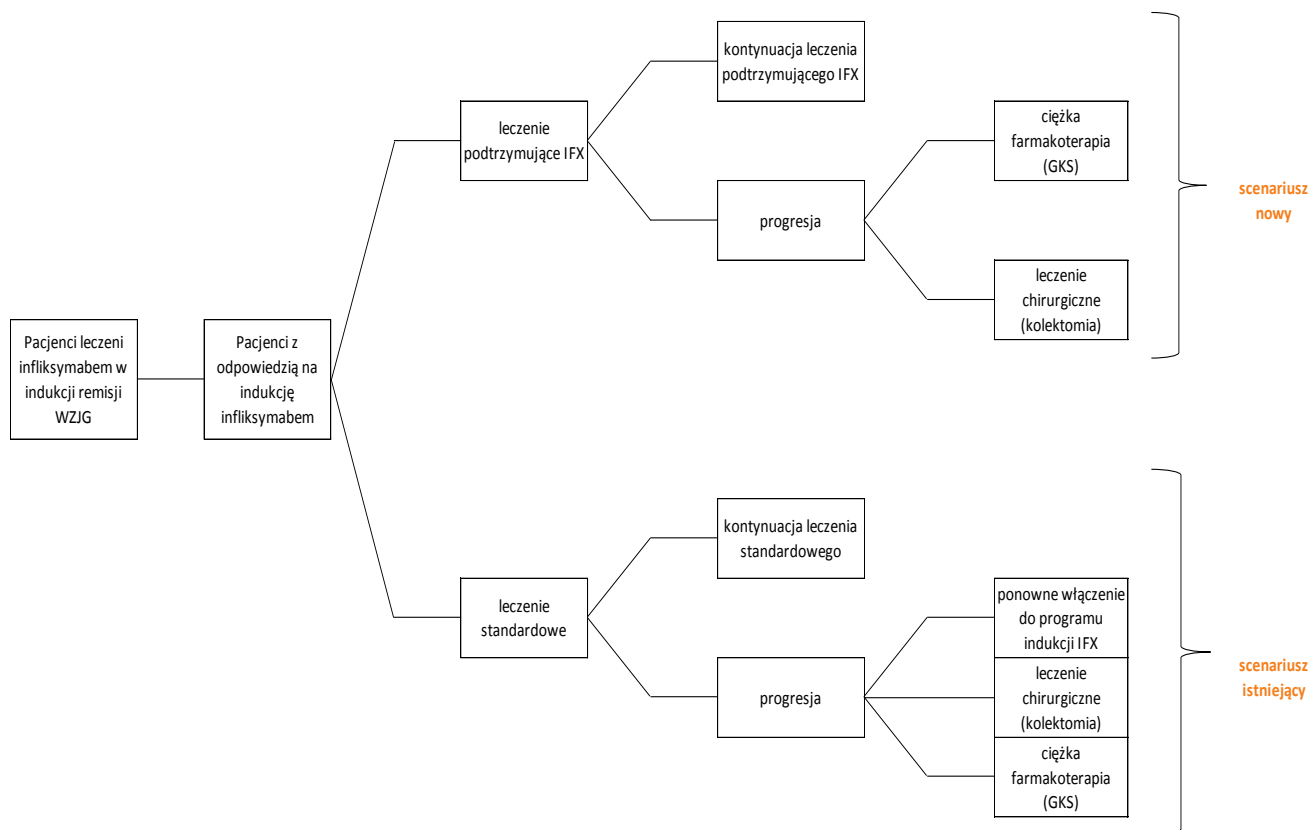 Pacjenci leczeni
infliksymabem w
indukcji remisji
WZJG
Pacjenci z
odpowiedzią na
indukcję
infliksymabem
leczenie
podtrzymujące IFX
kontynuacja leczenia
podtrzymującego IFX
progresja
ciężka
farmakoterapia
(GKS)
leczenie
chirurgiczne
(kolektomia)
scenariusz
nowy
leczenie
standardowe
kontynuacja leczenia
standardowego
progresja
ponowne włączenie
do programu
indukcji IFX
leczenie
chirurgiczne
(kolektomia)
ciężka
farmakoterapia
(GKS)
scenariusz
istniejący